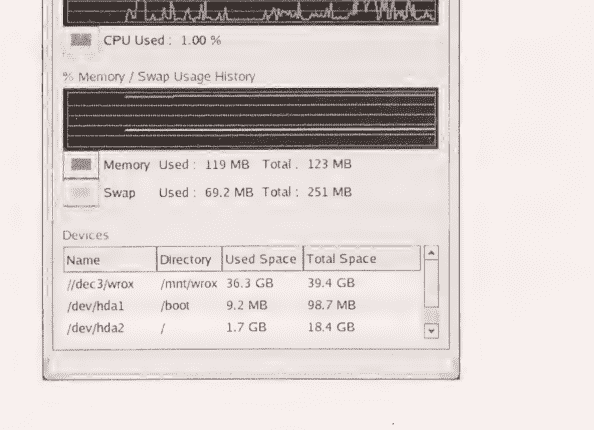 CPU Used : 1.00 %
% Memory / Swap Usage History
Memory Used : 119 MB Total : 123 MB
Swap Used : 69.2 MB Total : 251 MB
Devices
Name Directory Used Space Total Space
//dec3/wrox /mnt/wrox 36.3 GB 39.4 GB
/dev/hda1 /boot 9.2 MB 98.7 MB
/dev/hda2 / 1.7 GB 18.4 GB